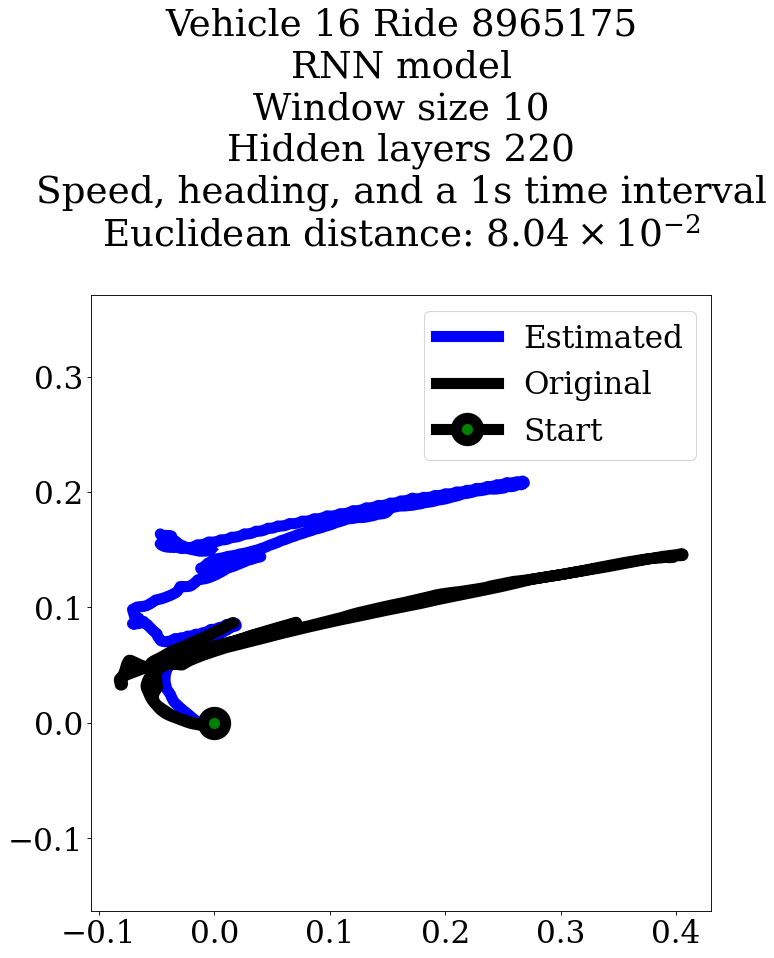 Vehicle 16 Ride 8965175
RNN model
Window size 10
Hidden layers 220
Speed, heading, and a 1s time interval
Euclidean distance: 8.04 × 10⁻²
Estimated
Original
Start
0.3
0.2
0.1
0.0
−0.1
−0.1 0.0 0.1 0.2 0.3 0.4